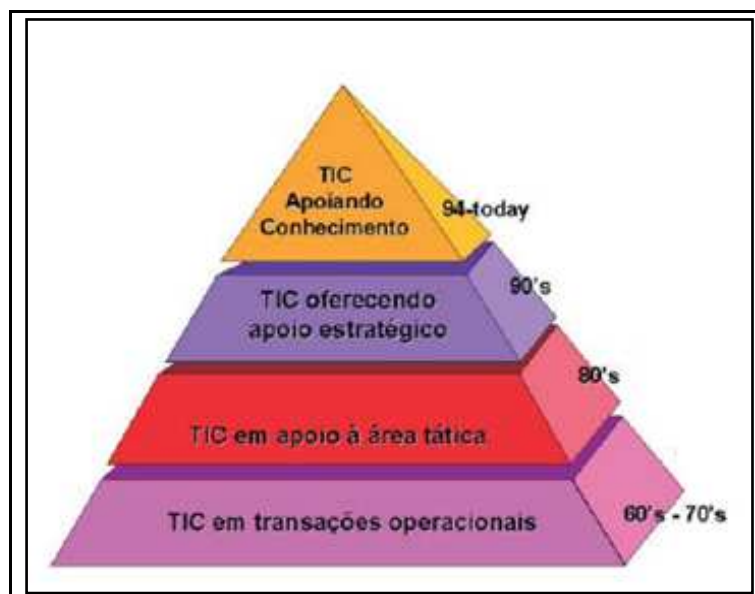 TIC
Apoiando
Conhecimento
94-today
TIC oferecendo
apoio estratégico
90's
TIC em apoio à área tática
80's
TIC em transações operacionais
60's - 70's